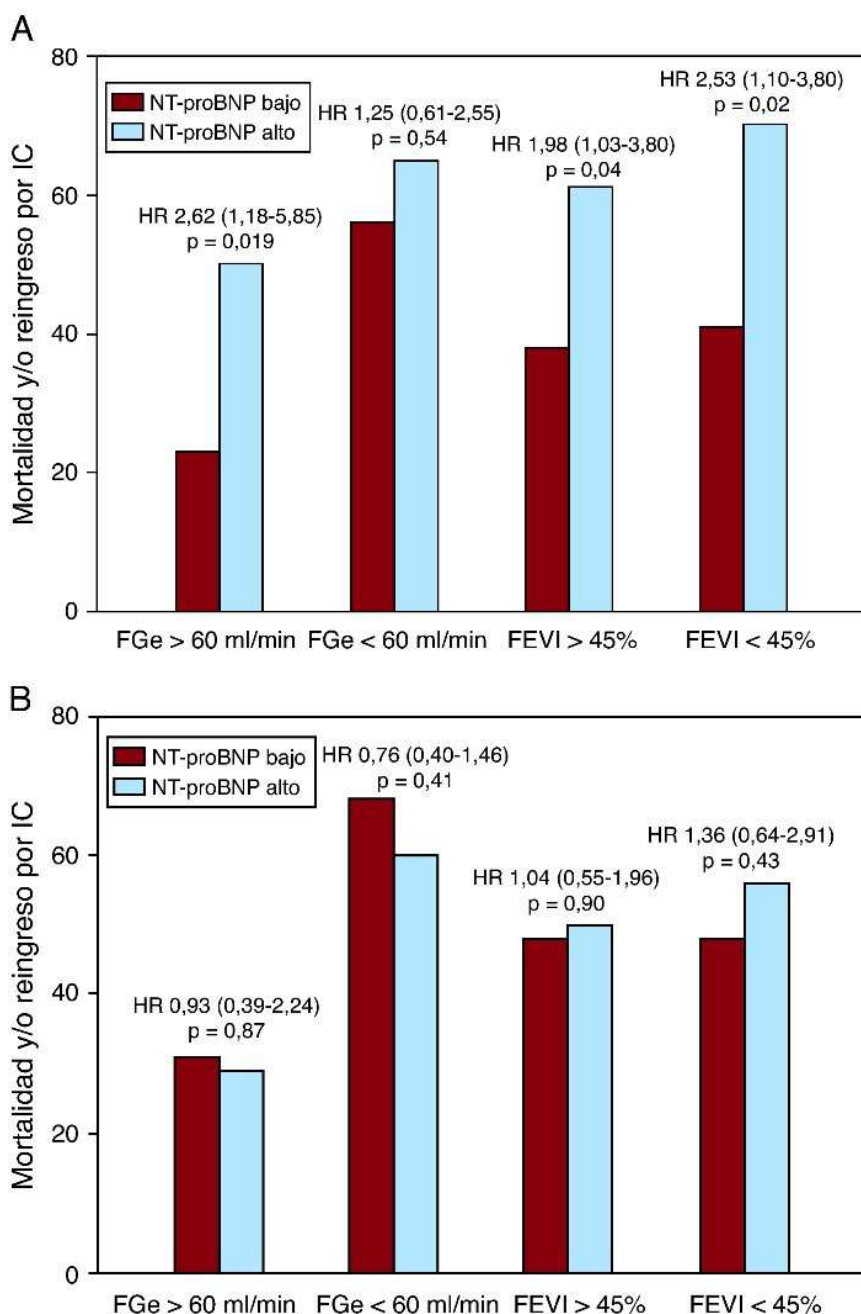 A
Mortalidad y/o reingreso por IC
80
60
40
20
0
NT-proBNP bajo
NT-proBNP alto
HR 2,62 (1,18-5,85)
p = 0,019
HR 1,25 (0,61-2,55)
p = 0,54
HR 1,98 (1,03-3,80)
p = 0,04
HR 2,53 (1,10-3,80)
p = 0,02
FGe > 60 ml/min
FGe < 60 ml/min
FEVI > 45%
FEVI < 45%
B
Mortalidad y/o reingreso por IC
80
60
40
20
0
NT-proBNP bajo
NT-proBNP alto
HR 0,93 (0,39-2,24)
p = 0,87
HR 0,76 (0,40-1,46)
p = 0,41
HR 1,04 (0,55-1,96)
p = 0,90
HR 1,36 (0,64-2,91)
p = 0,43
FGe > 60 ml/min
FGe < 60 ml/min
FEVI > 45%
FEVI < 45%